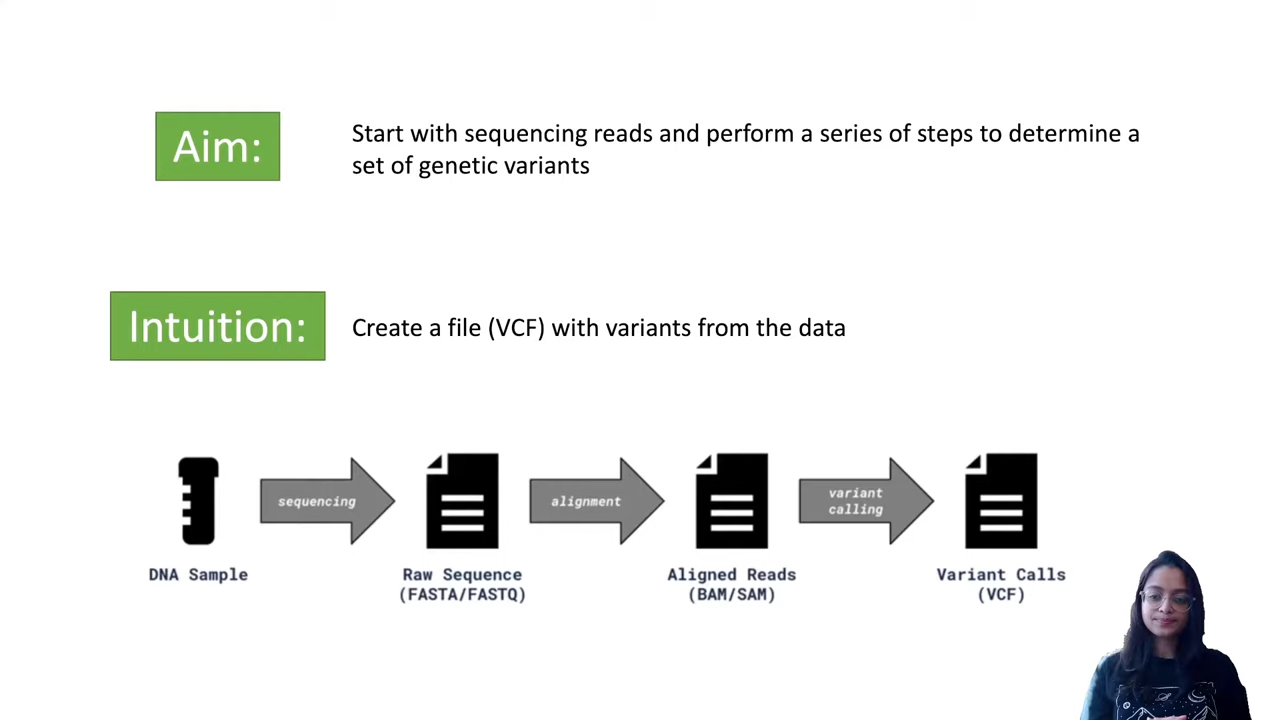 Aim:
Start with sequencing reads and perform a series of steps to determine a
set of genetic variants
Intuition:
Create a file (VCF) with variants from the data
sequencing
alignment
variant
calling
DNA Sample
Raw Sequence
(FASTA/FASTQ)
Aligned Reads
(BAM/SAM)
Variant Calls
(VCF)